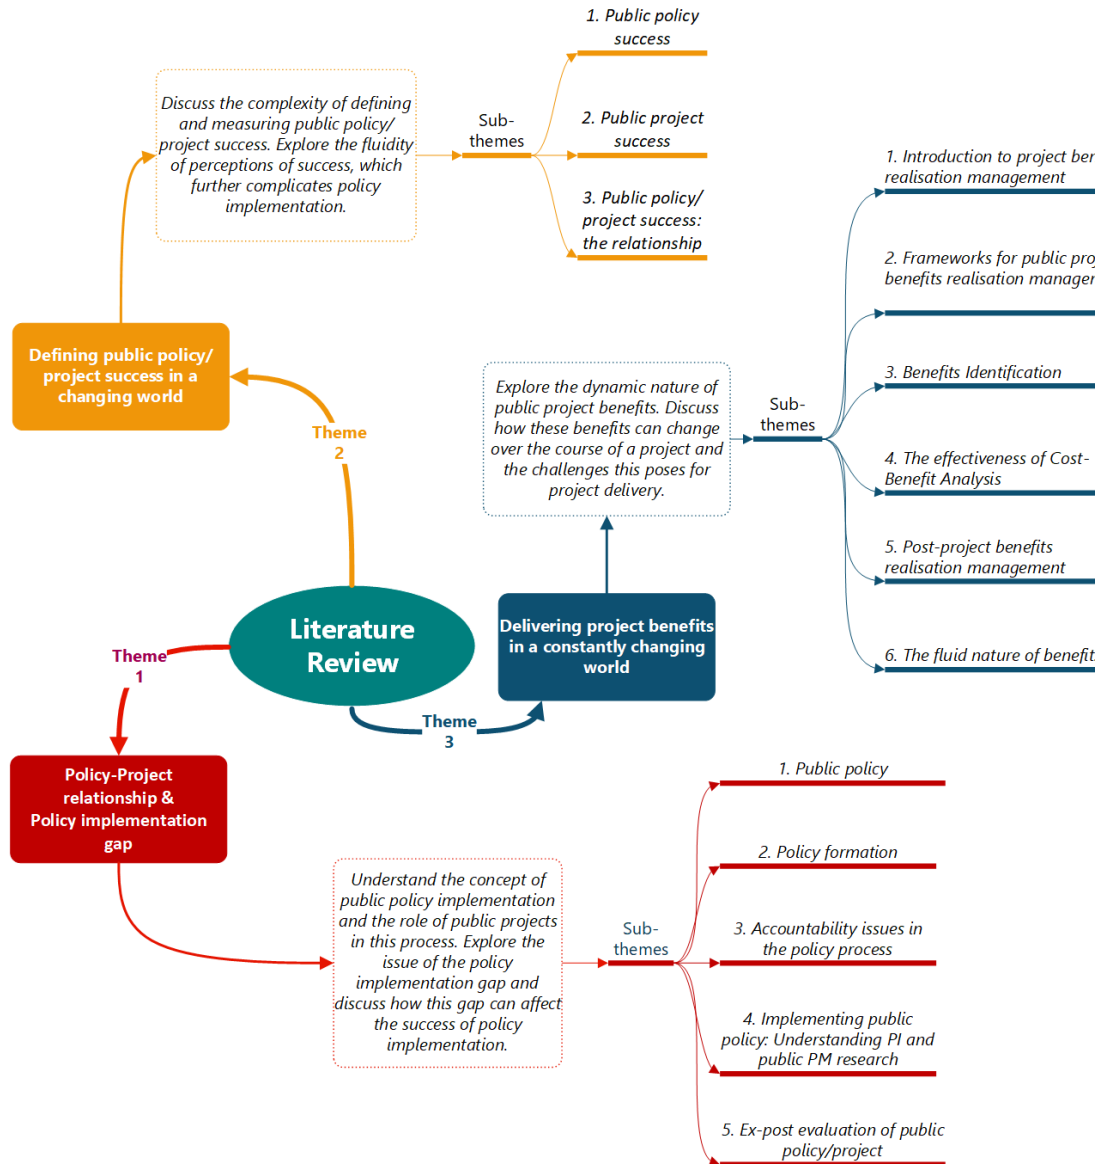 1. Public policy
success
Discuss the complexity of defining
and measuring public policy/
project success. Explore the fluidity
of perceptions of success, which
further complicates policy
implementation.
Sub-
themes
2. Public project
success
3. Public policy/
project success:
the relationship
Defining public policy/
project success in a
changing world
Theme
2
1. Introduction to project
realisation management
2. Frameworks for public
benefits realisation
3. Benefits Identification
4. The effectiveness of Cost-
Benefit Analysis
5. Post-project benefits
realisation management
6. The fluid nature of
Sub-
themes
Explore the dynamic nature of
public project benefits. Discuss
how these benefits can change
over the course of a project and
the challenges this poses for
project delivery.
Literature
Review
Delivering project benefits
in a constantly changing
world
Theme
1
Theme
3
Policy-Project
relationship &
Policy implementation
gap
Understand the concept of
public policy implementation
and the role of public projects
in this process. Explore the
issue of the policy
implementation gap and
discuss how this gap can affect
the success of policy
implementation.
Sub-
themes
1. Public policy
2. Policy formation
3. Accountability issues in
the policy process
4. Implementing public
policy: Understanding PI and
public PM research
5. Ex-post evaluation of public
policy/project